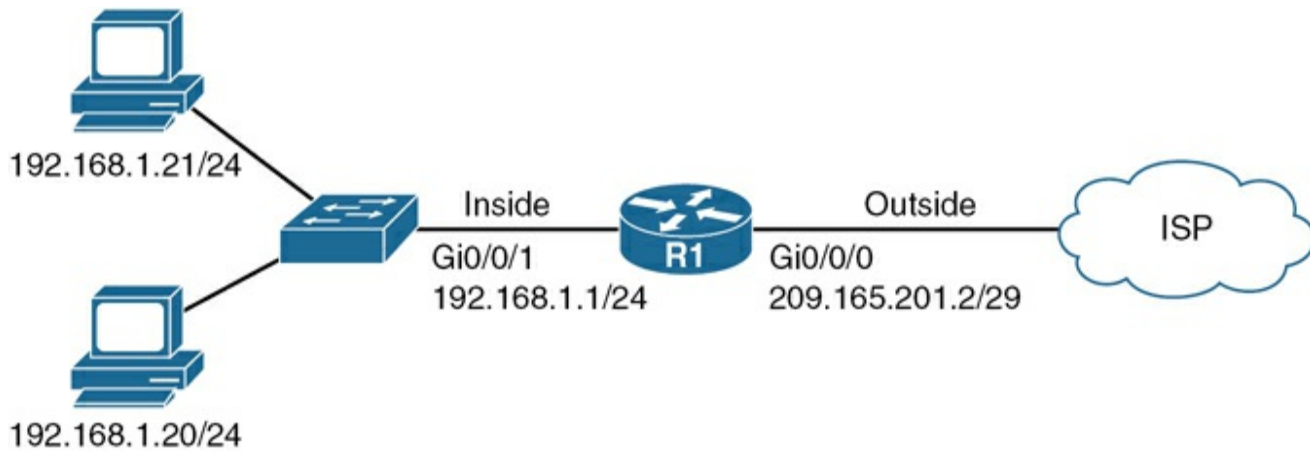 192.168.1.21/24
Inside
Outside
ISP
R1
Gi0/0/1
192.168.1.1/24
Gi0/0/0
209.165.201.2/29
192.168.1.20/24